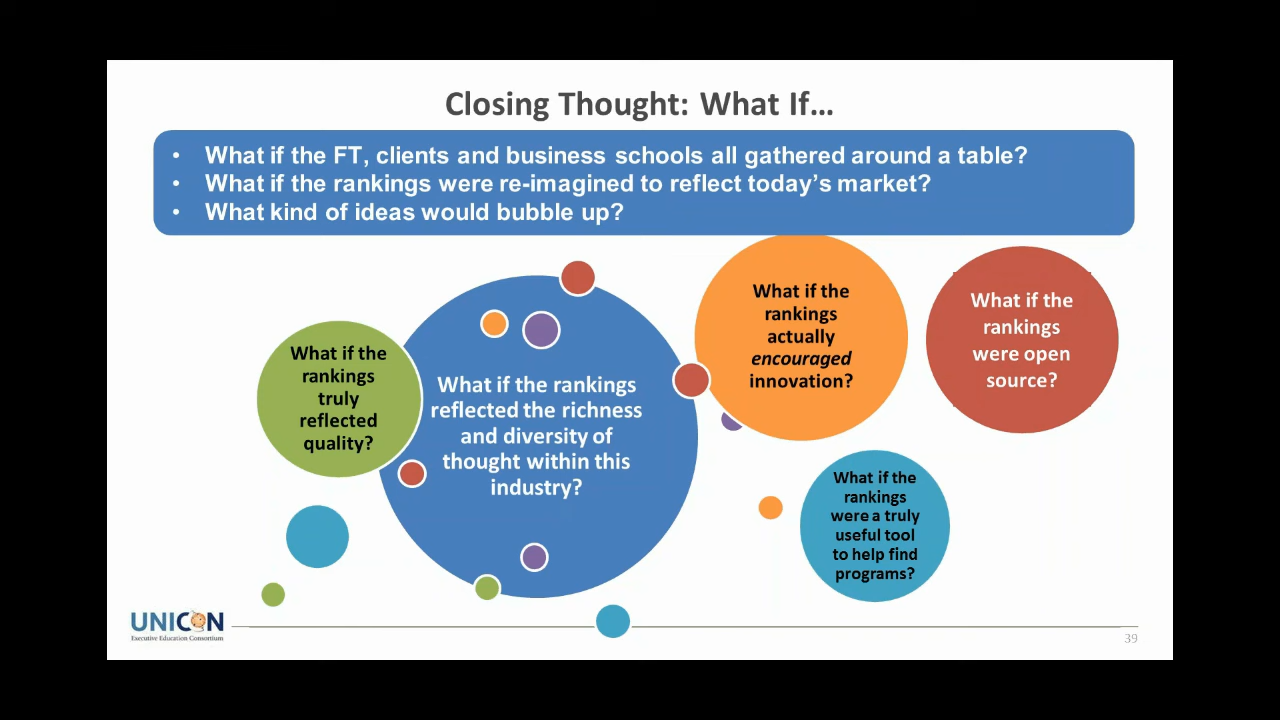 Closing Thought: What If…
• What if the FT, clients and business schools all gathered around a table?
• What if the rankings were re-imagined to reflect today's market?
• What kind of ideas would bubble up?
What if the
rankings
truly
reflected
quality?
What if the rankings
reflected the richness
and diversity of
thought within this
industry?
What if the
rankings
actually
encouraged
innovation?
What if the
rankings
were open
source?
What if the
rankings
were a truly
useful tool
to help find
programs?
UNICON
Executive Education Consortium
39